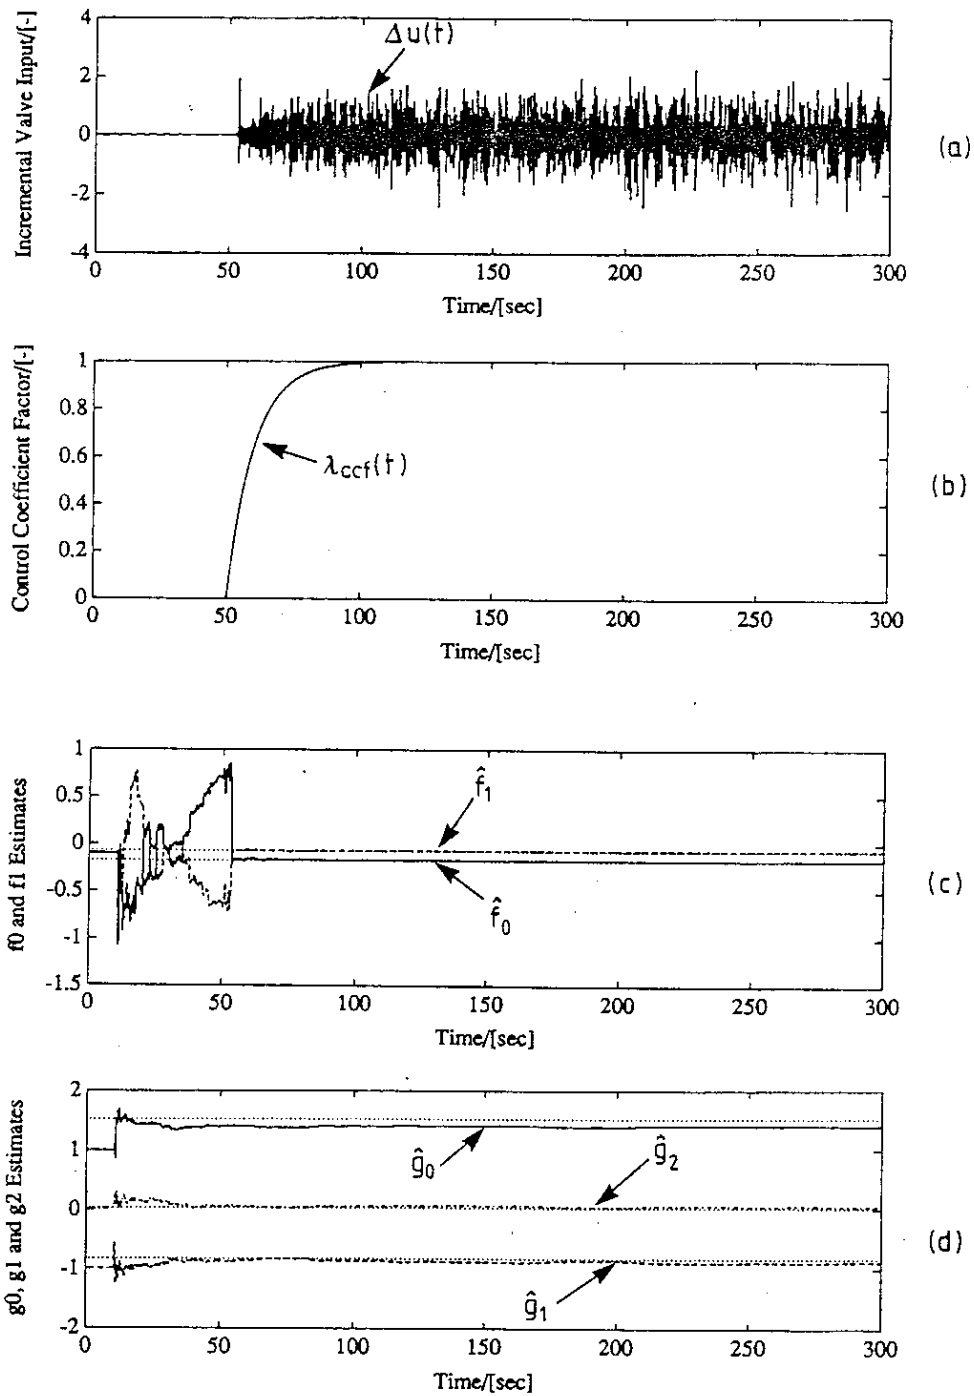 Incremental Valve Input/[-]
4
2
0
-2
-4
Δu(t)
(a)
0 50 100 150 200 250 300
Time/[sec]
Control Coefficient Factor/[-]
1
0.8
0.6
0.4
0.2
0
λccf(t)
(b)
0 50 100 150 200 250 300
Time/[sec]
f0 and f1 Estimates
1
0.5
0
-0.5
-1
-1.5
f̂1
f̂0
(c)
0 50 100 150 200 250 300
Time/[sec]
g0, g1 and g2 Estimates
2
1
0
-1
-2
ĝ0
ĝ2
ĝ1
(d)
0 50 100 150 200 250 300
Time/[sec]